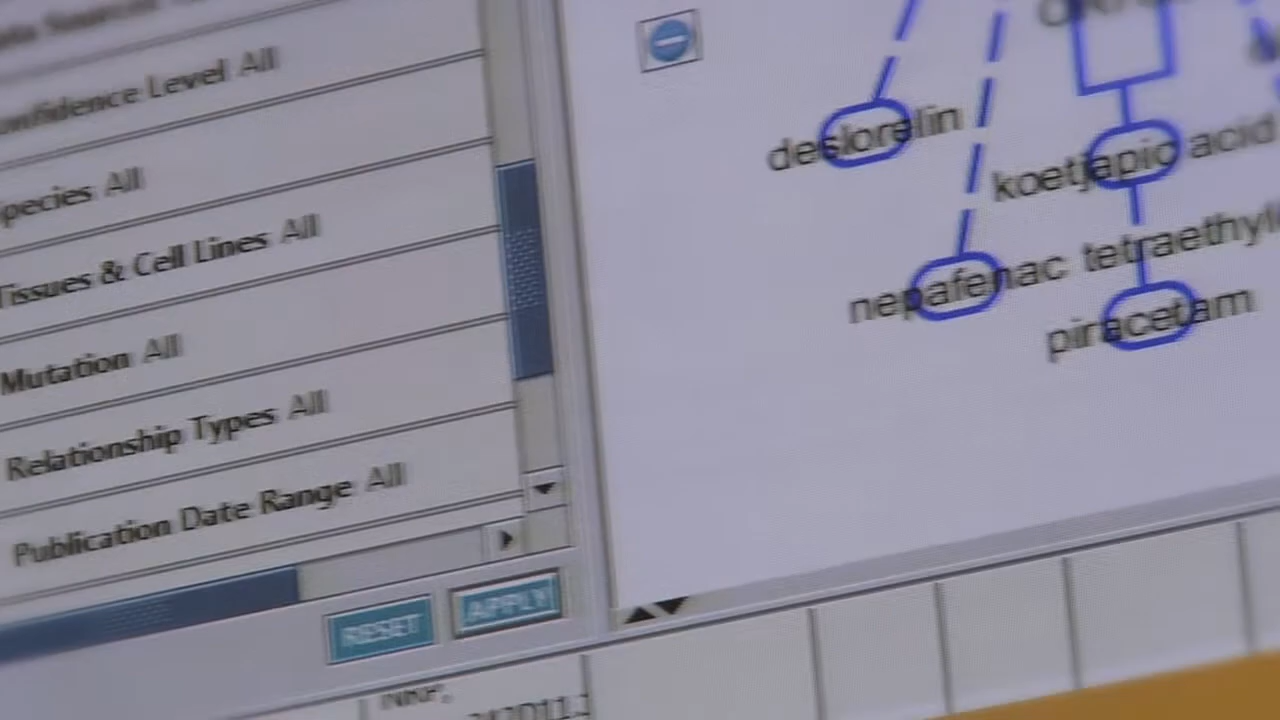 Confidence Level All
Species All
Tissues & Cell Lines All
Mutation All
Relationship Types All
Publication Date Range All
RESET APPLY
deslorelin
koetjapic acid
nepafenac tetraethyl
piracetam